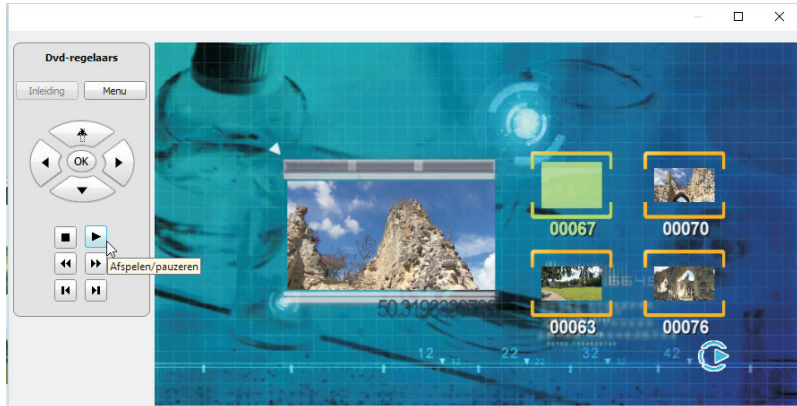 Dvd-regelaars
Inleiding Menu
OK
Afspelen/pauzeren
00067 00070
00063 00076
12 22 32 42